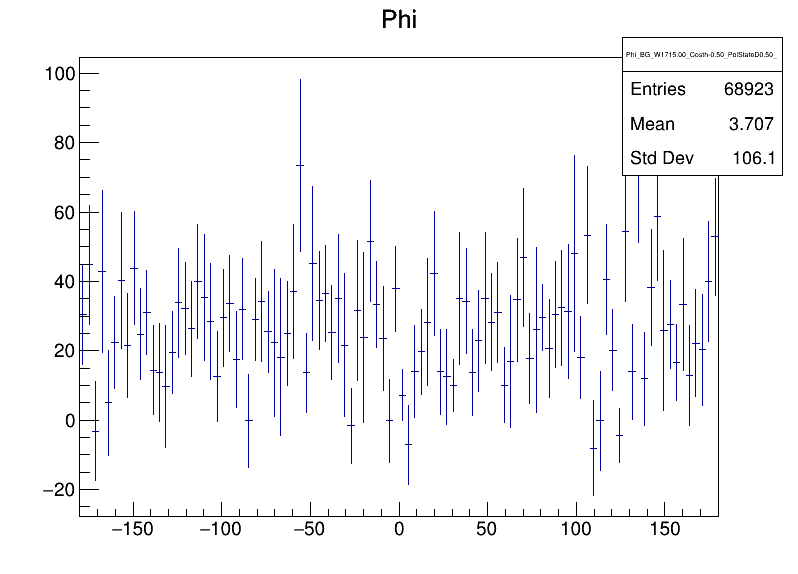 Phi
Phi_BG_W1715.00_Costh-0.50_PolStateD0.50_
Entries 68923
Mean 3.707
Std Dev 106.1
100
80
60
40
20
0
−20
−150 −100 −50 0 50 100 150